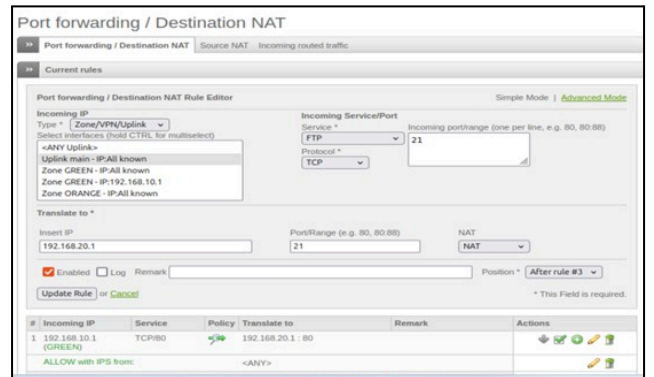 Port forwarding / Destination NAT
Port forwarding / Destination NAT Source NAT Incoming routed traffic
Current rules
Port forwarding / Destination NAT Rule Editor Simple Mode | Advanced Mode
Incoming IP Incoming Service/Port
Type * Zone/VPN/Uplink Service * Incoming port/range (one per line, e.g. 80, 80:88)
Select interfaces (hold CTRL for multiselect) FTP 21
<ANY Uplink> Protocol *
Uplink main - IP:All known TCP
Zone GREEN - IP:All known
Zone GREEN - IP:192.168.10.1
Zone ORANGE - IP:All known
Translate to *
Insert IP Port/Range (e.g. 80, 80:88) NAT
192.168.20.1 21 NAT
Enabled Log Remark Position * After rule #3
Update Rule or Cancel * This Field is required.
# Incoming IP Service Policy Translate to Remark Actions
1 192.168.10.1 TCP/80 192.168.20.1 : 80
(GREEN)
ALLOW with IPS from: <ANY>